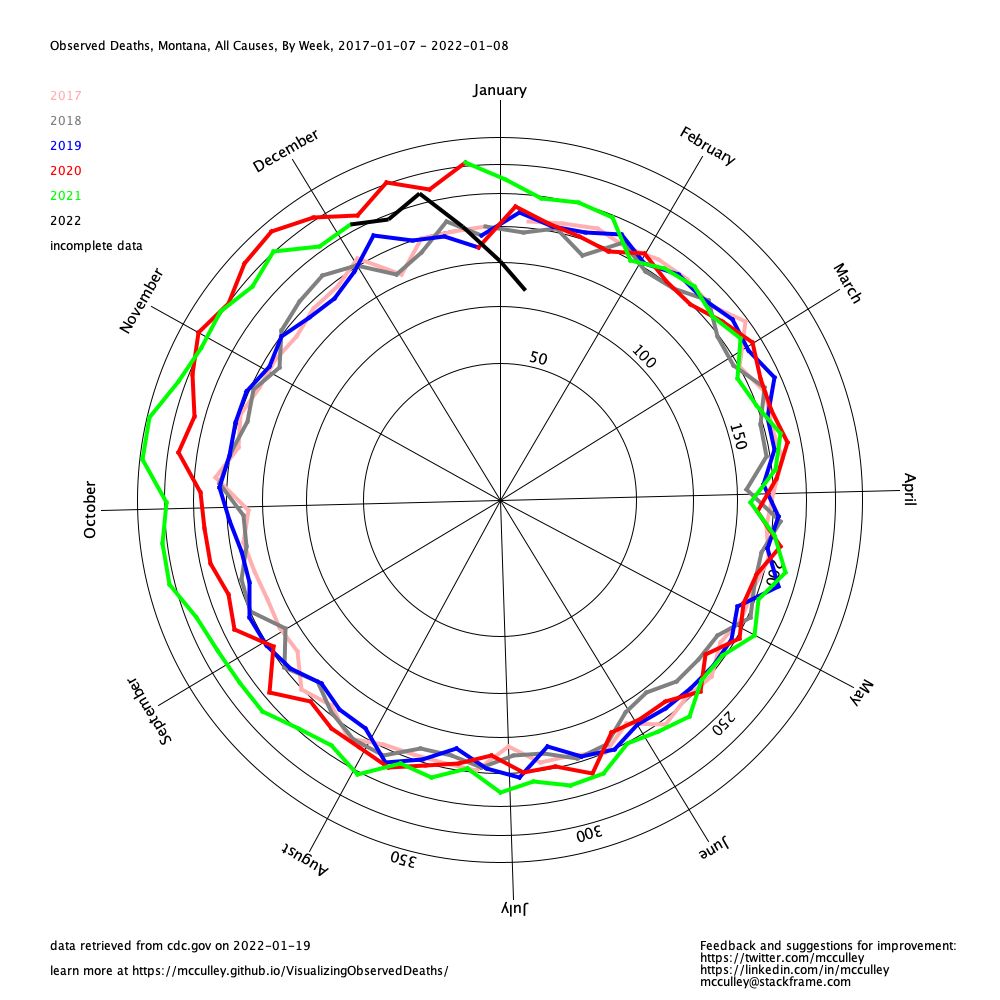 Observed Deaths, Montana, All Causes, By Week, 2017-01-07 - 2022-01-08
2017
2018
2019
2020
2021
2022
incomplete data
January
February
March
April
May
June
July
August
September
October
November
December
50
100
150
200
250
300
350
data retrieved from cdc.gov on 2022-01-19
learn more at https://mcculley.github.io/VisualizingObservedDeaths/
Feedback and suggestions for improvement:
https://twitter.com/mcculley
https://linkedin.com/in/mcculley
mcculley@stackframe.com